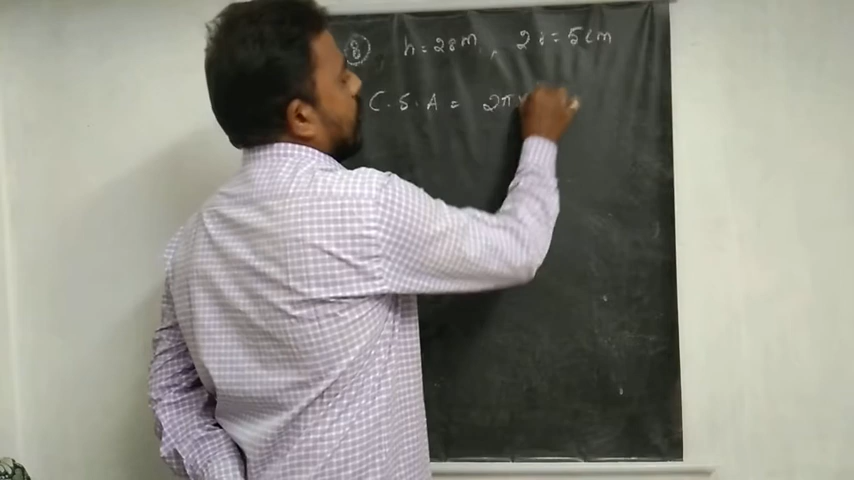 ⑧ h = 28m, 2r = 5cm
C.S.A = 2πr